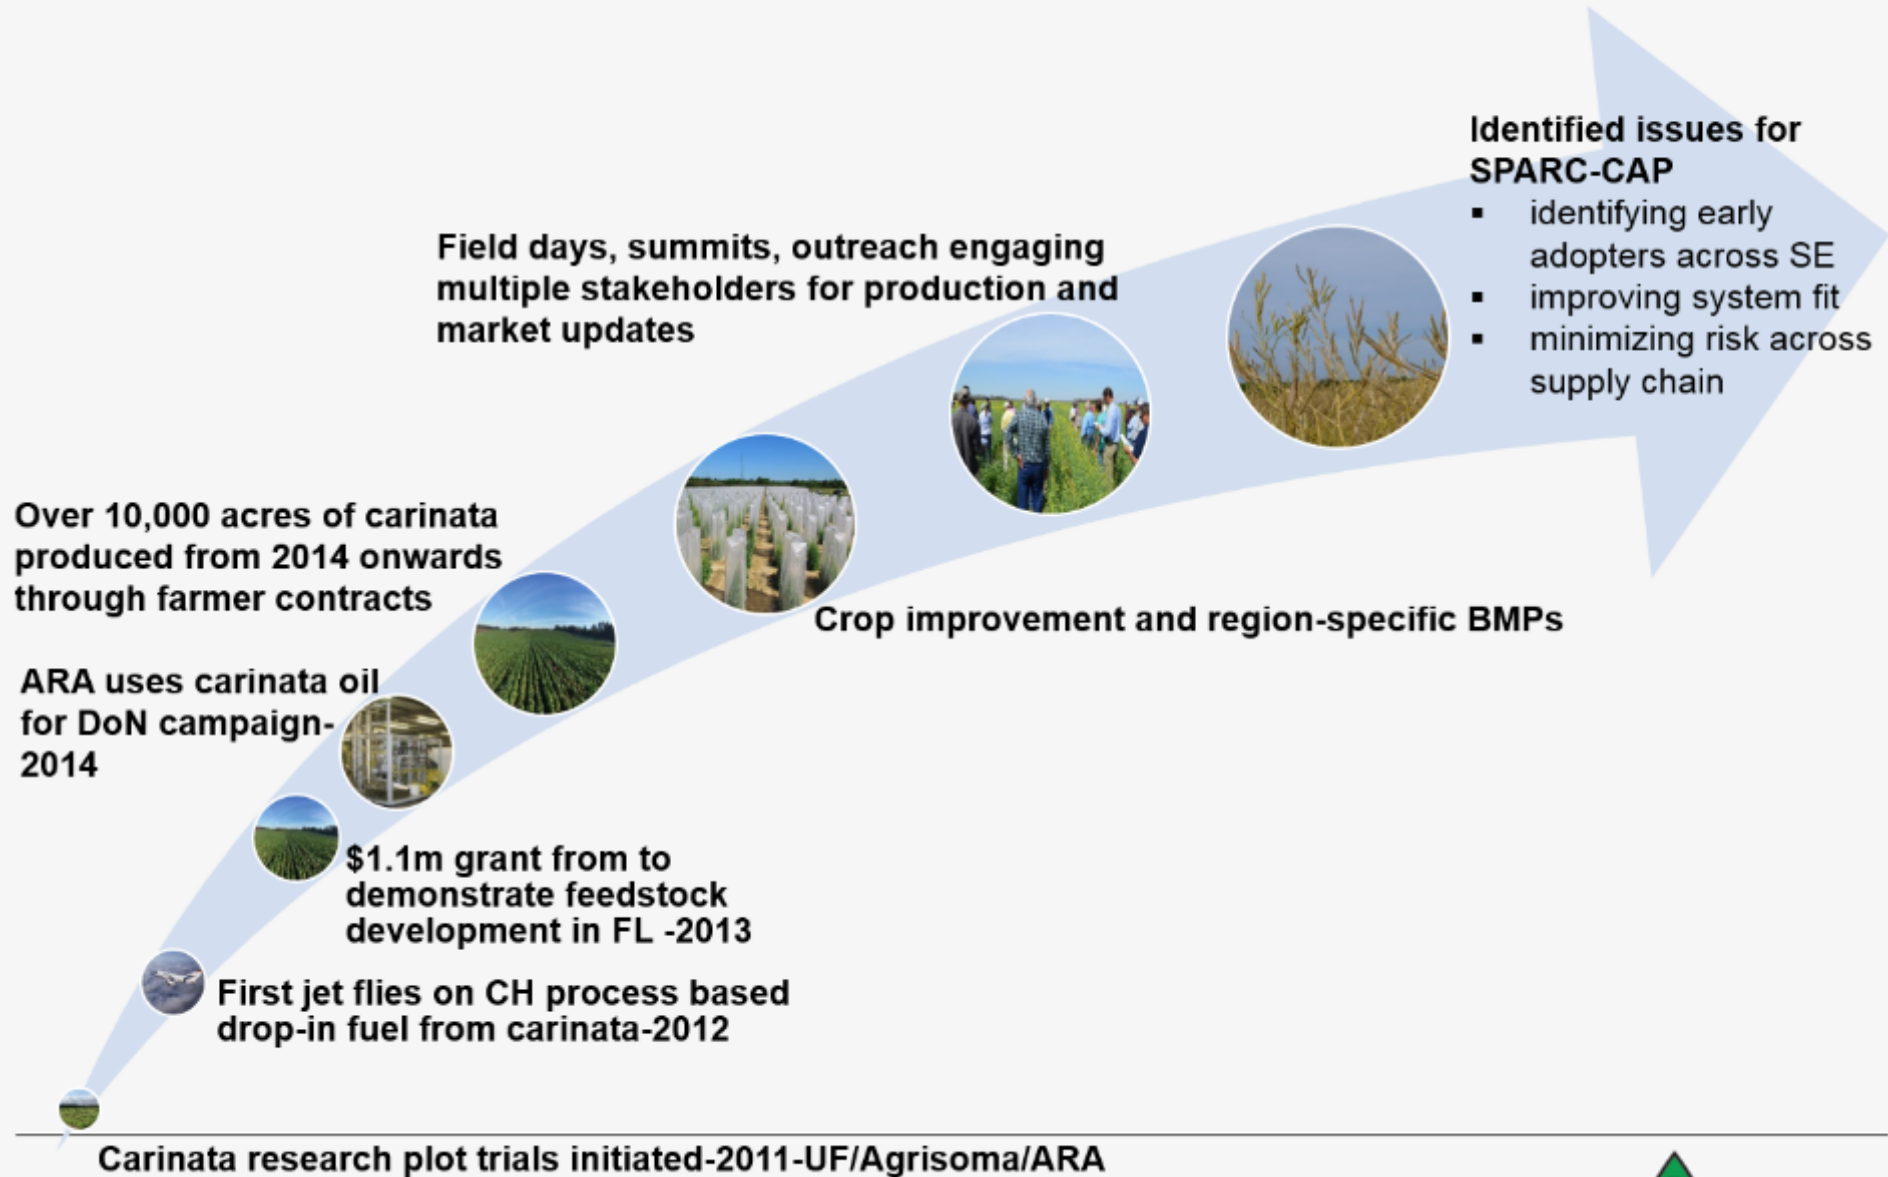 Identified issues for
SPARC-CAP
▪ identifying early
adopters across SE
▪ improving system fit
▪ minimizing risk across
supply chain
Field days, summits, outreach engaging
multiple stakeholders for production and
market updates
Crop improvement and region-specific BMPs
Over 10,000 acres of carinata
produced from 2014 onwards
through farmer contracts
ARA uses carinata oil
for DoN campaign-
2014
$1.1m grant from to
demonstrate feedstock
development in FL -2013
First jet flies on CH process based
drop-in fuel from carinata-2012
Carinata research plot trials initiated-2011-UF/Agrisoma/ARA